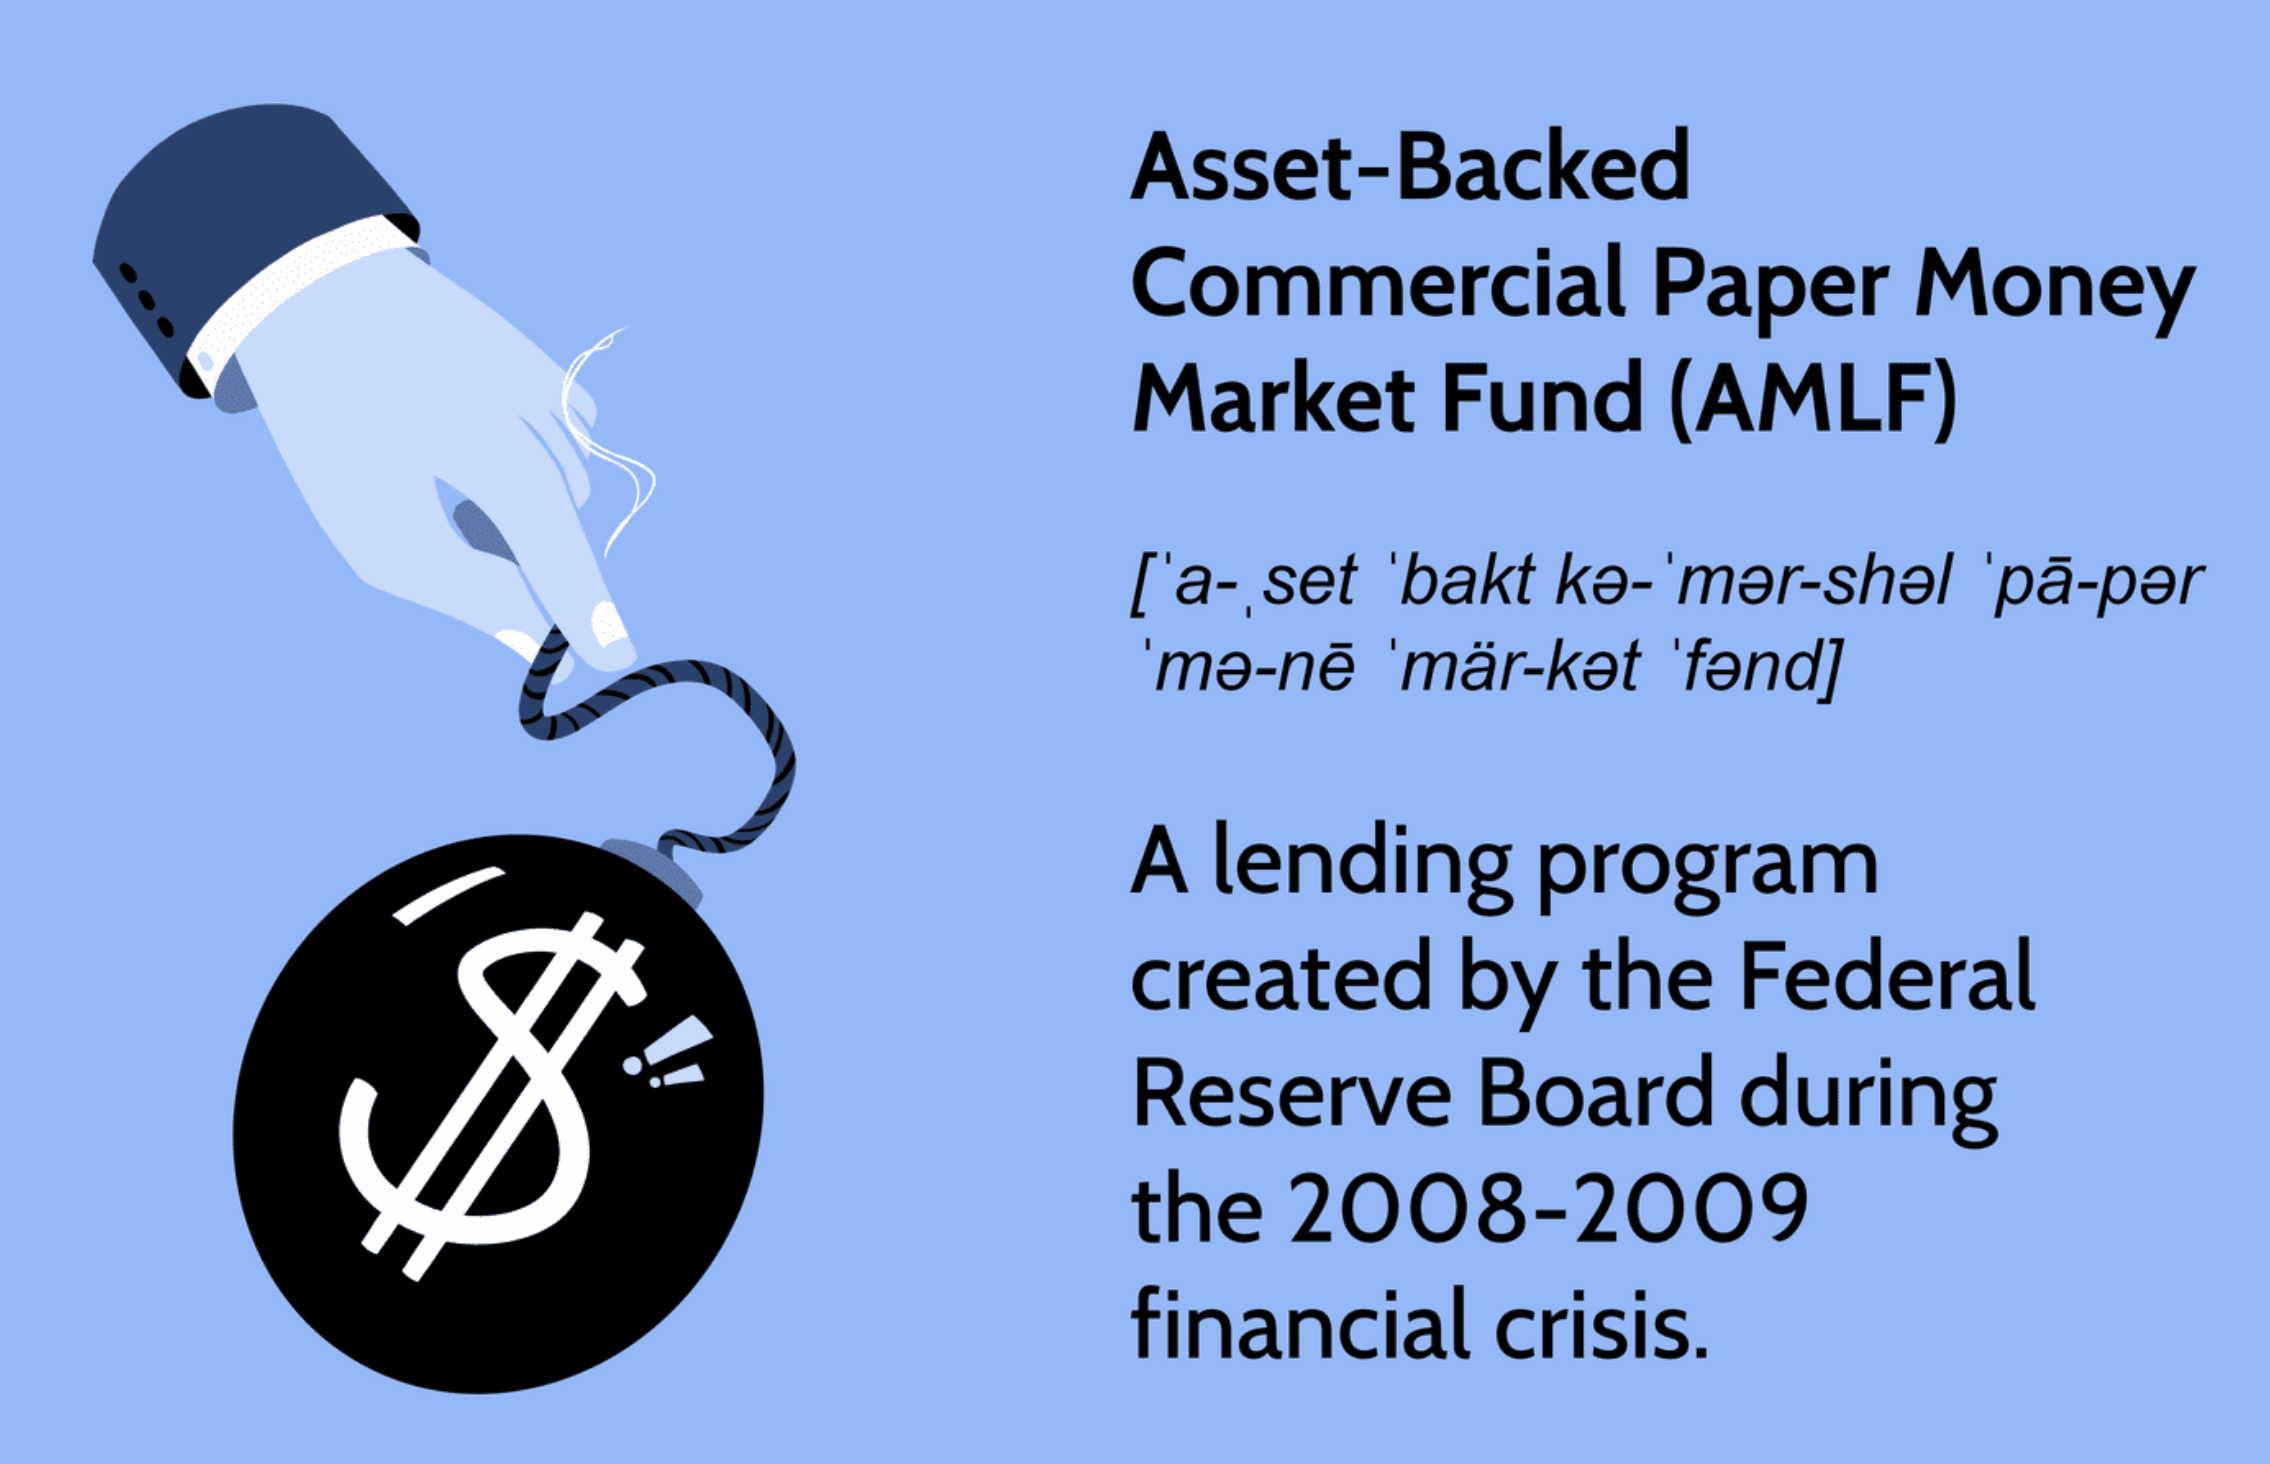 Asset-Backed
Commercial Paper Money
Market Fund (AMLF)
[ˈa-ˌset ˈbakt kə-ˈmər-shəl ˈpā-pər
ˈmə-nē ˈmär-kət ˈfənd]
A lending program
created by the Federal
Reserve Board during
the 2008-2009
financial crisis.
$
!!